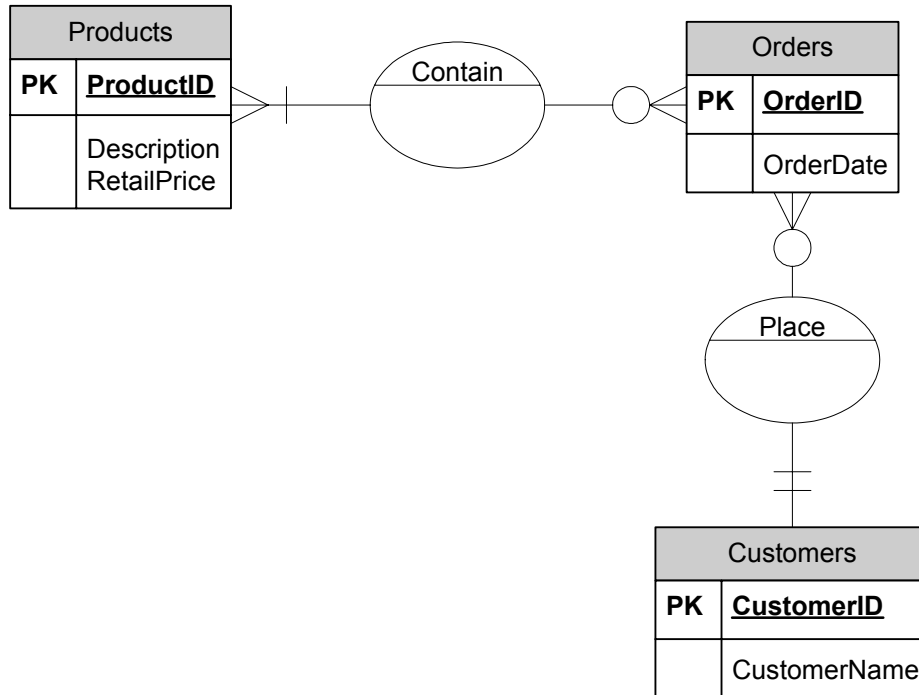 Products
PK ProductID
Description
RetailPrice
Contain
Orders
PK OrderID
OrderDate
Place
Customers
PK CustomerID
CustomerName